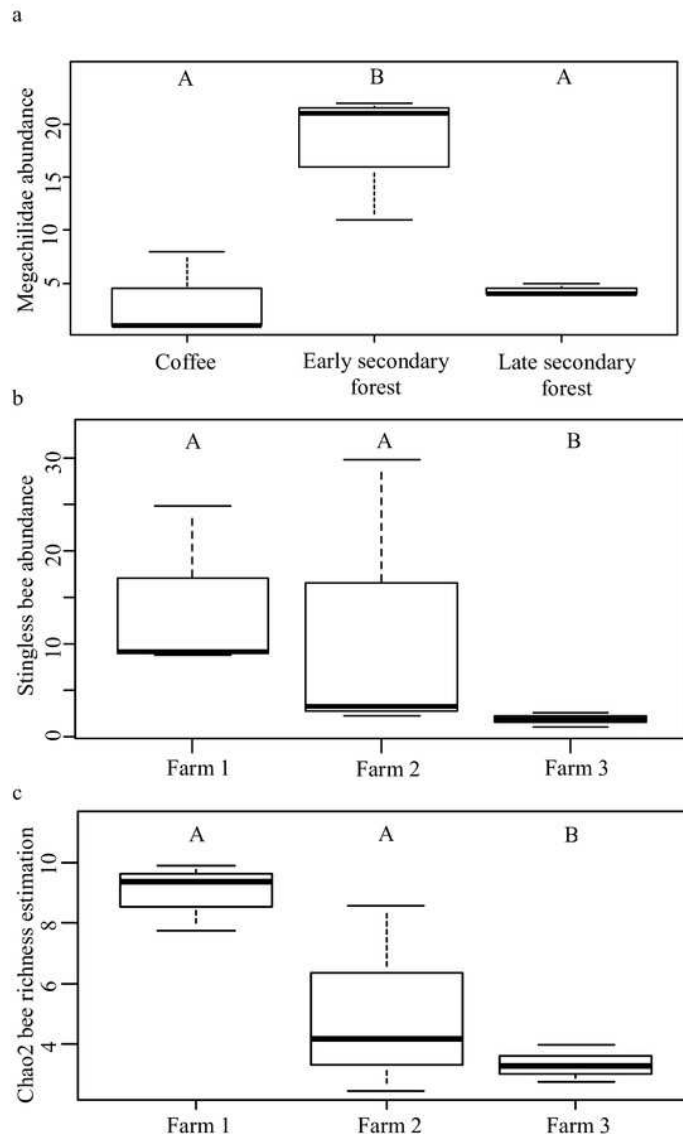 a
A B A
Megachilidae abundance
20
15
10
5
Coffee Early secondary forest Late secondary forest
b
A A B
Stingless bee abundance
30
20
10
0
Farm 1 Farm 2 Farm 3
c
A A B
Chao2 bee richness estimation
10
8
6
4
Farm 1 Farm 2 Farm 3